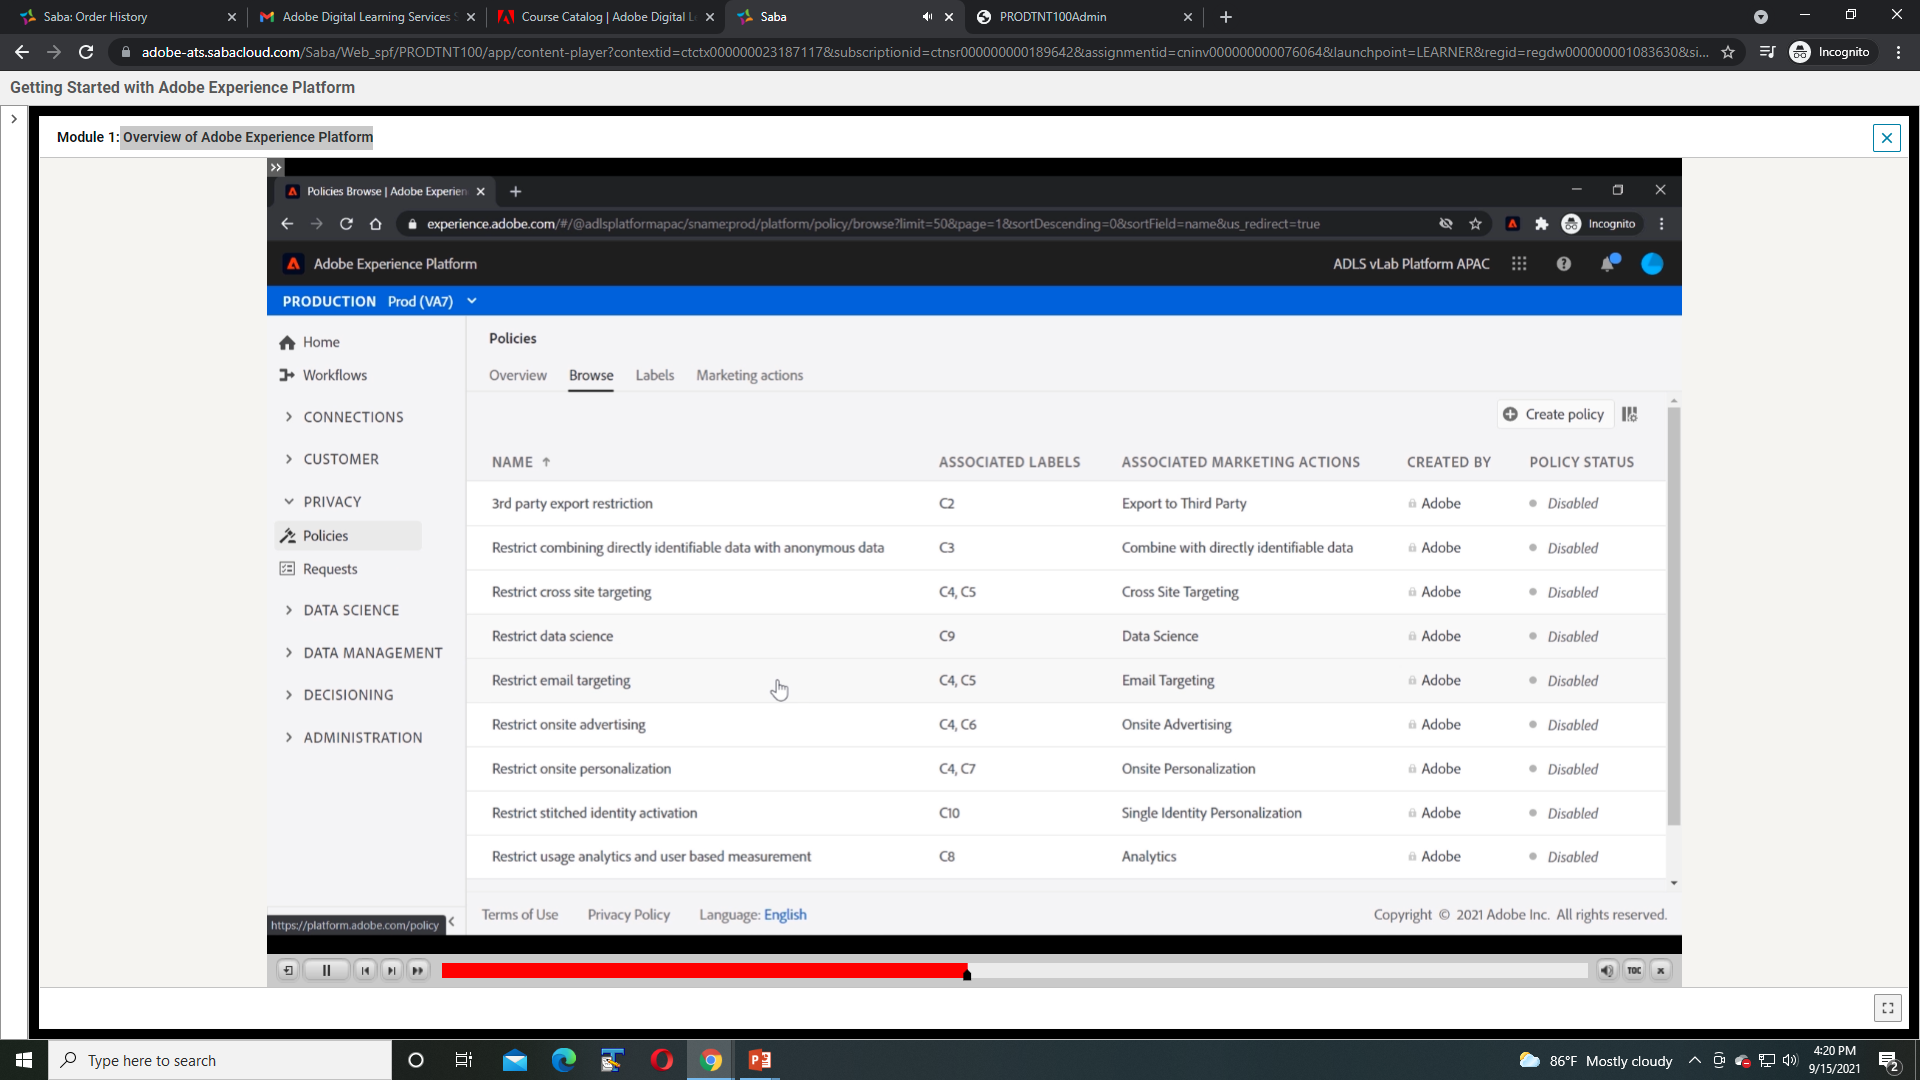 Saba: Order History
Adobe Digital Learning Services S
Course Catalog | Adobe Digital L
Saba
PRODTNT100Admin
adobe-ats.sabacloud.com/Saba/Web_spf/PRODTNT100/app/content-player?contextid=ctctx000000023187117&subscriptionid=ctnsr000000000189642&assignmentid=cninv000000000076064&launchpoint=LEARNER&regid=regdw000000001083630&si...
Incognito
Getting Started with Adobe Experience Platform
Module 1: Overview of Adobe Experience Platform
Policies Browse | Adobe Experien
experience.adobe.com/#/@adlsplatformapac/sname:prod/platform/policy/browse?limit=50&page=1&sortDescending=0&sortField=name&us_redirect=true
Incognito
Adobe Experience Platform
ADLS vLab Platform APAC
PRODUCTION Prod (VA7)
Home
Workflows
CONNECTIONS
CUSTOMER
PRIVACY
Policies
Requests
DATA SCIENCE
DATA MANAGEMENT
DECISIONING
ADMINISTRATION
https://platform.adobe.com/policy
Policies
Overview Browse Labels Marketing actions
Create policy
NAME ASSOCIATED LABELS ASSOCIATED MARKETING ACTIONS CREATED BY POLICY STATUS
3rd party export restriction C2 Export to Third Party Adobe Disabled
Restrict combining directly identifiable data with anonymous data C3 Combine with directly identifiable data Adobe Disabled
Restrict cross site targeting C4, C5 Cross Site Targeting Adobe Disabled
Restrict data science C9 Data Science Adobe Disabled
Restrict email targeting C4, C5 Email Targeting Adobe Disabled
Restrict onsite advertising C4, C6 Onsite Advertising Adobe Disabled
Restrict onsite personalization C4, C7 Onsite Personalization Adobe Disabled
Restrict stitched identity activation C10 Single Identity Personalization Adobe Disabled
Restrict usage analytics and user based measurement C8 Analytics Adobe Disabled
Terms of Use Privacy Policy Language: English
Copyright © 2021 Adobe Inc. All rights reserved.
TOC
Type here to search
86°F Mostly cloudy
4:20 PM
9/15/2021
2